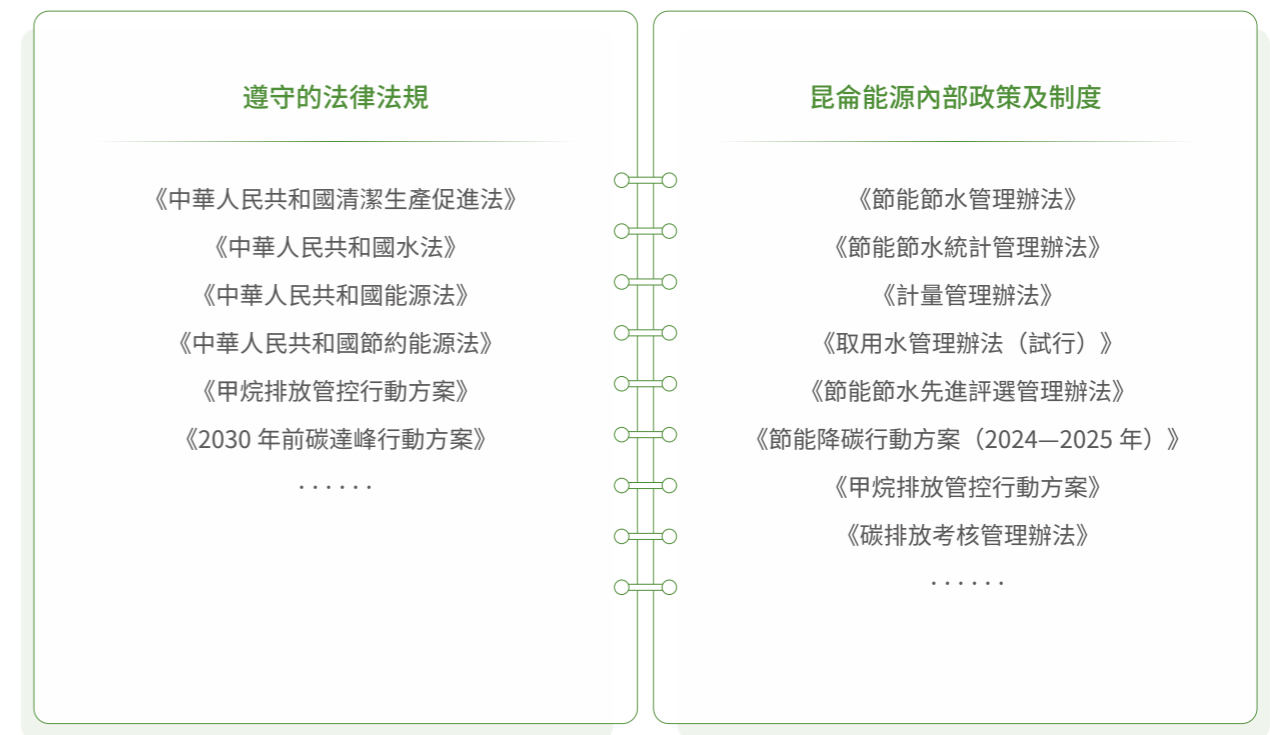 遵守的法律法規
《中華人民共和國清潔生產促進法》
《中華人民共和國水法》
《中華人民共和國能源法》
《中華人民共和國節約能源法》
《甲烷排放管控行動方案》
《2030 年前碳達峰行動方案》
······
昆侖能源內部政策及制度
《節能節水管理辦法》
《節能節水統計管理辦法》
《計量管理辦法》
《取用水管理辦法（試行）》
《節能節水先進評選管理辦法》
《節能降碳行動方案（2024—2025 年）》
《甲烷排放管控行動方案》
《碳排放考核管理辦法》
······